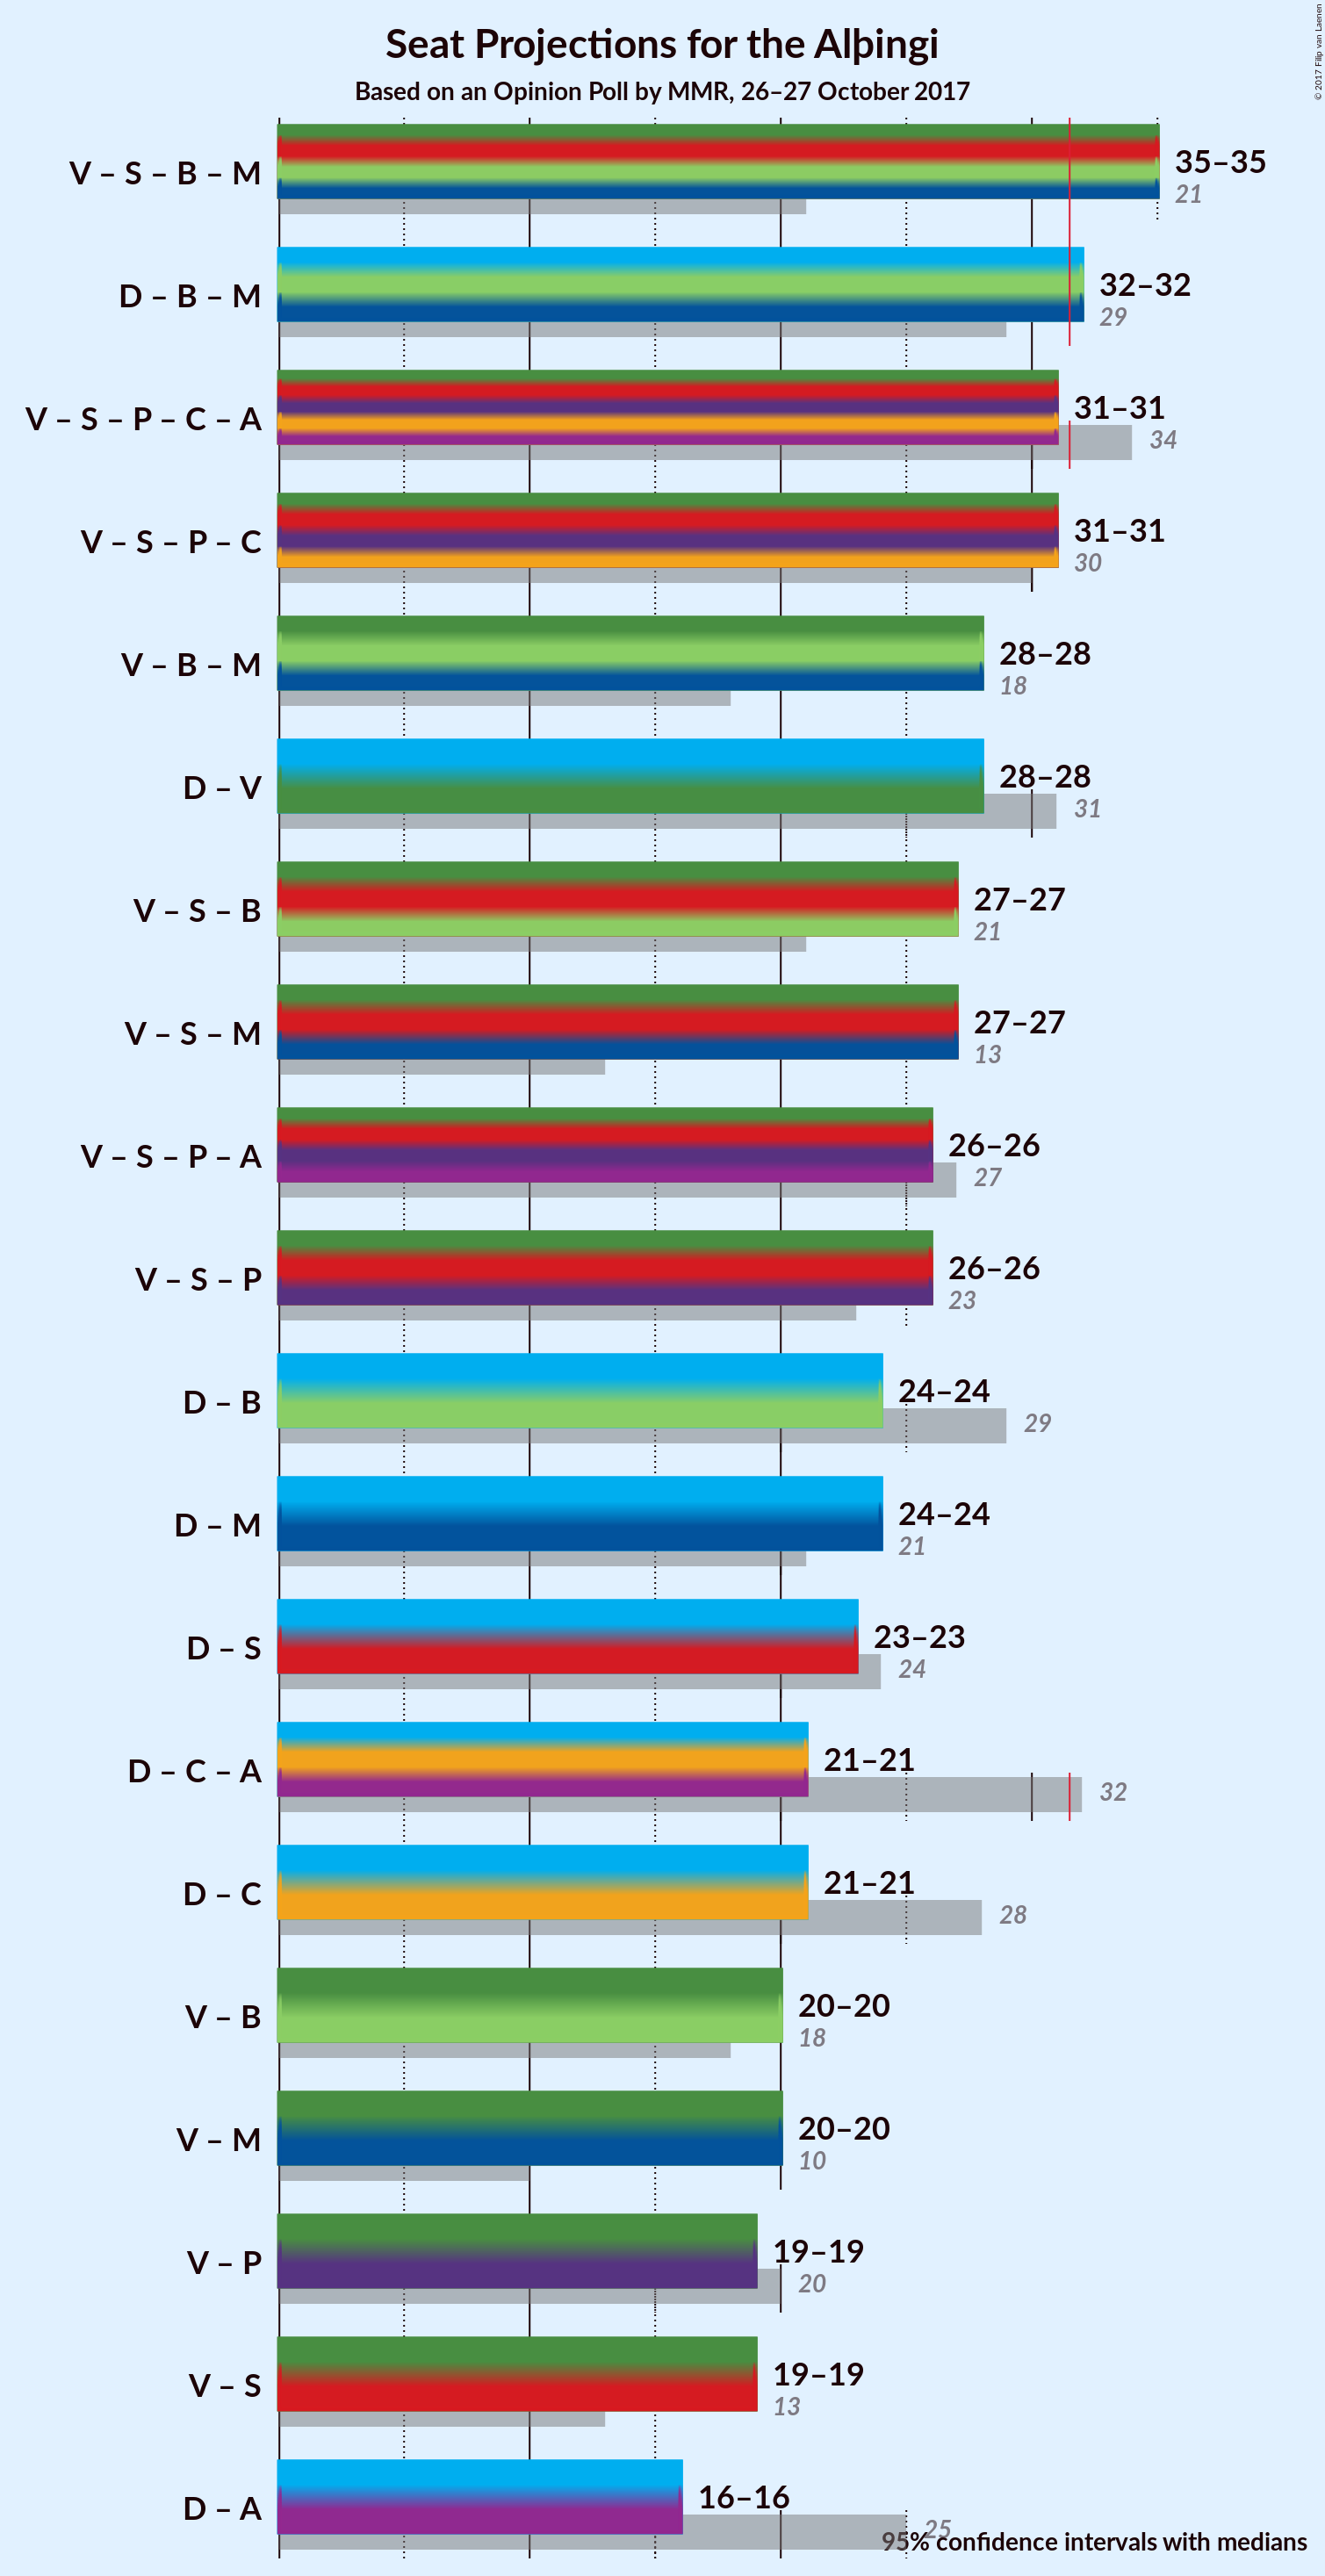 © 2017 Filip van Laenen
Seat Projections for the Alþingi
Based on an Opinion Poll by MMR, 26–27 October 2017
V – S – B – M
35–35
21
D – B – M
32–32
29
V – S – P – C – A
31–31
34
V – S – P – C
31–31
30
V – B – M
28–28
18
D – V
28–28
31
V – S – B
27–27
21
V – S – M
27–27
13
V – S – P – A
26–26
27
V – S – P
26–26
23
D – B
24–24
29
D – M
24–24
21
D – S
23–23
24
D – C – A
21–21
32
D – C
21–21
28
V – B
20–20
18
V – M
20–20
10
V – P
19–19
20
V – S
19–19
13
D – A
16–16
25
95% confidence intervals with medians